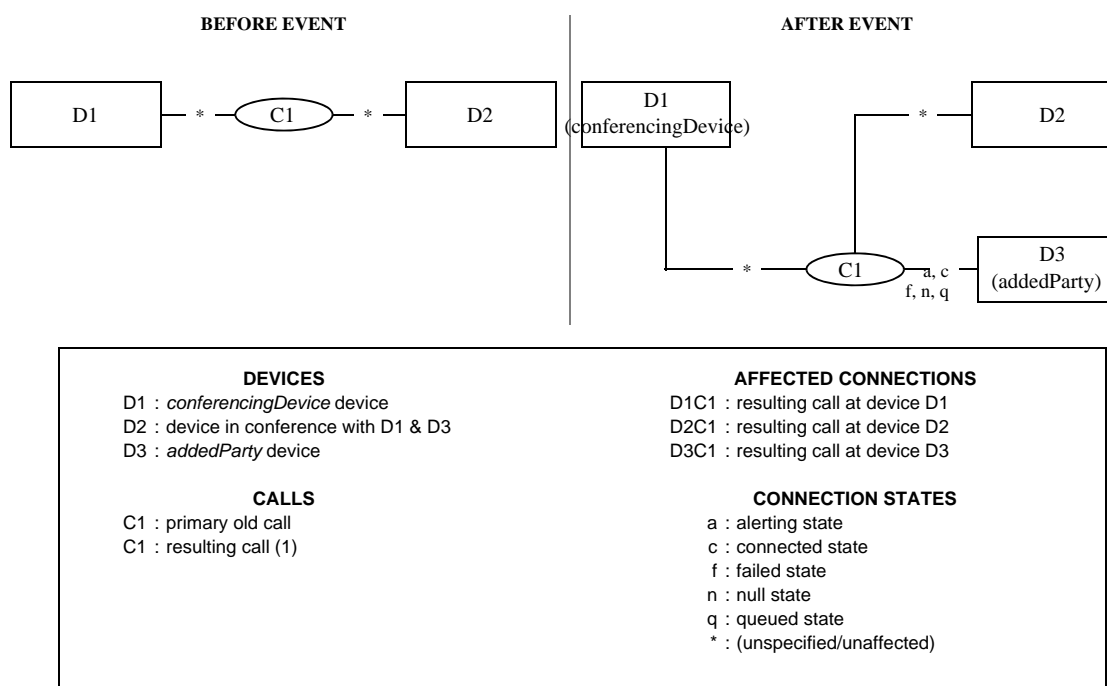 BEFORE EVENT
AFTER EVENT
D1
*
C1
*
D2
D1
(conferencingDevice)
*
D2
*
C1
a, c
f, n, q
D3
(addedParty)
DEVICES
D1 : conferencingDevice device
D2 : device in conference with D1 & D3
D3 : addedParty device
CALLS
C1 : primary old call
C1 : resulting call (1)
AFFECTED CONNECTIONS
D1C1 : resulting call at device D1
D2C1 : resulting call at device D2
D3C1 : resulting call at device D3
CONNECTION STATES
a : alerting state
c : connected state
f : failed state
n : null state
q : queued state
* : (unspecified/unaffected)